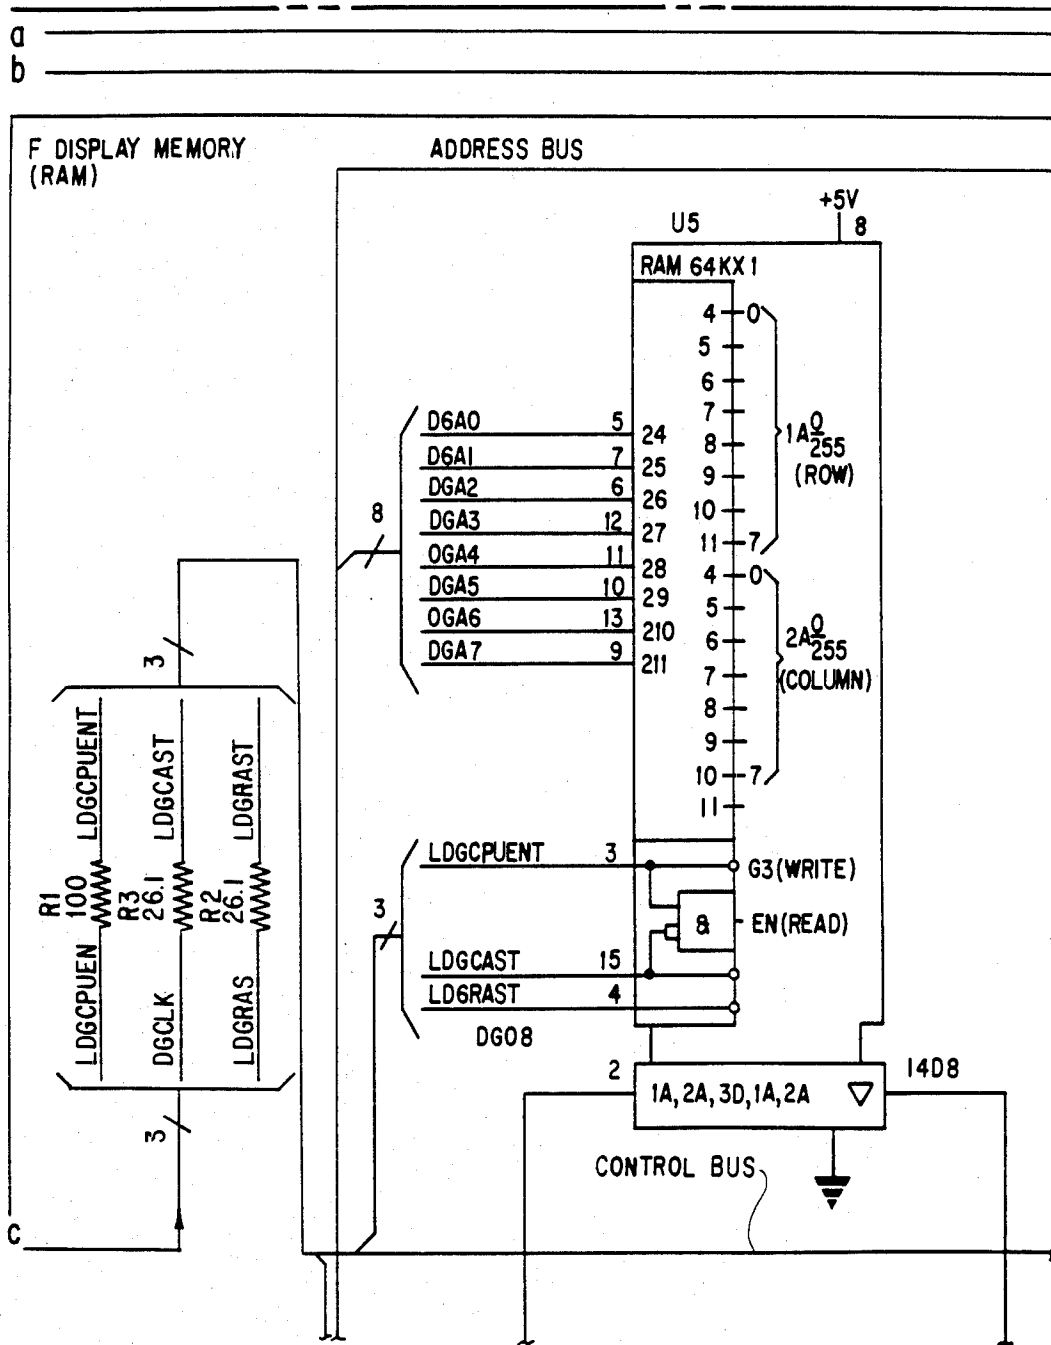 a
b
F DISPLAY MEMORY
(RAM)
ADDRESS BUS
+5V
8
U5
RAM 64KX1
4 0
5
6
7
8
9
10
11 7
1A 0/255
(ROW)
4 0
5
6
7
8
9
10 7
11
2A 0/255
(COLUMN)
8
D6A0 5 24
D6A1 7 25
DGA2 6 26
DGA3 12 27
OGA4 11 28
DGA5 10 29
OGA6 13 210
DGA7 9 211
3
LDGCPUENT
LDGCAST
LDGRAST
R1
100
R3
26.1
R2
26.1
LDGCPUEN
DGCLK
LDGRAS
3
C
3
LDGCPUENT 3
G3(WRITE)
&
EN(READ)
LDGCAST 15
LD6RAST 4
DG08
2
1A, 2A, 3D, 1A, 2A
14D8
CONTROL BUS